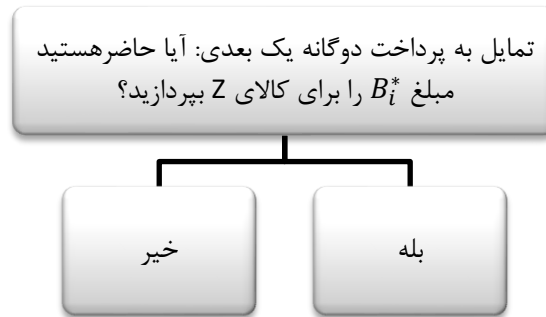 تمایل به پرداخت دوگانه یک بعدی: آیا حاضرهستید
مبلغ $B_i^*$ را برای کالای Z بپردازید؟
بله
خیر